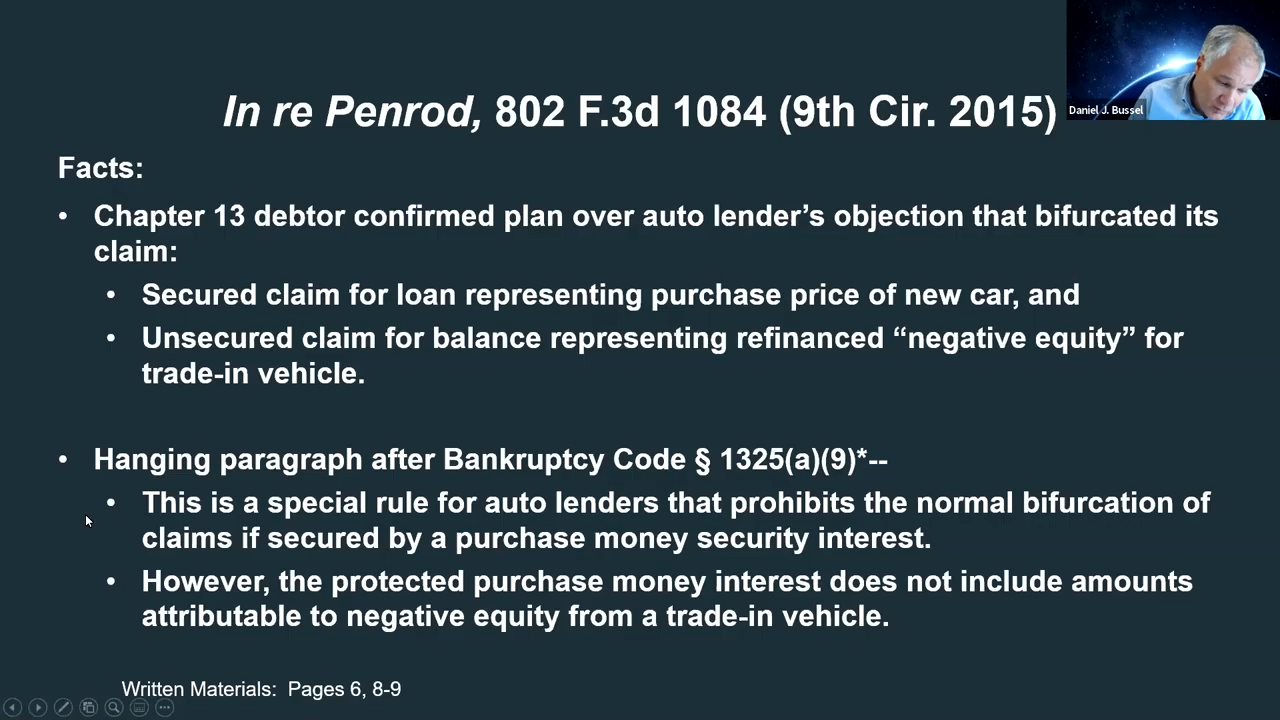 In re Penrod, 802 F.3d 1084 (9th Cir. 2015)
Daniel J. Bussel
Facts:
• Chapter 13 debtor confirmed plan over auto lender’s objection that bifurcated its
claim:
• Secured claim for loan representing purchase price of new car, and
• Unsecured claim for balance representing refinanced “negative equity” for
trade-in vehicle.
• Hanging paragraph after Bankruptcy Code § 1325(a)(9)*--
• This is a special rule for auto lenders that prohibits the normal bifurcation of
claims if secured by a purchase money security interest.
• However, the protected purchase money interest does not include amounts
attributable to negative equity from a trade-in vehicle.
Written Materials:  Pages 6, 8-9